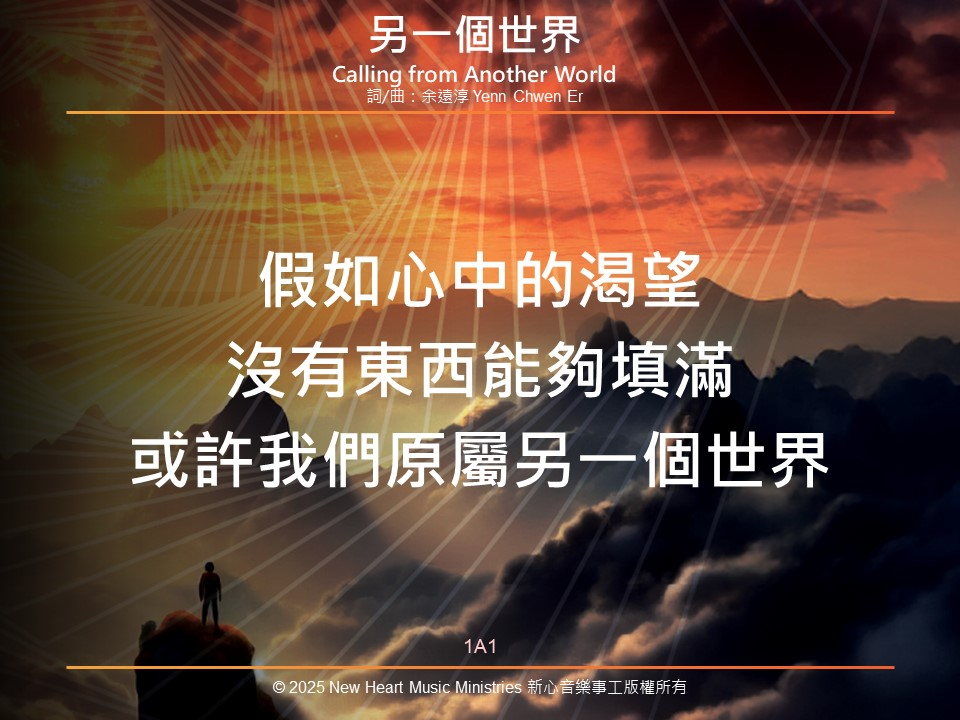 另一個世界
Calling from Another World
詞/曲：余遠淳 Yenn Chwen Er
假如心中的渴望
沒有東西能夠填滿
或許我們原屬另一個世界
1A1
© 2025 New Heart Music Ministries 新心音樂事工版權所有